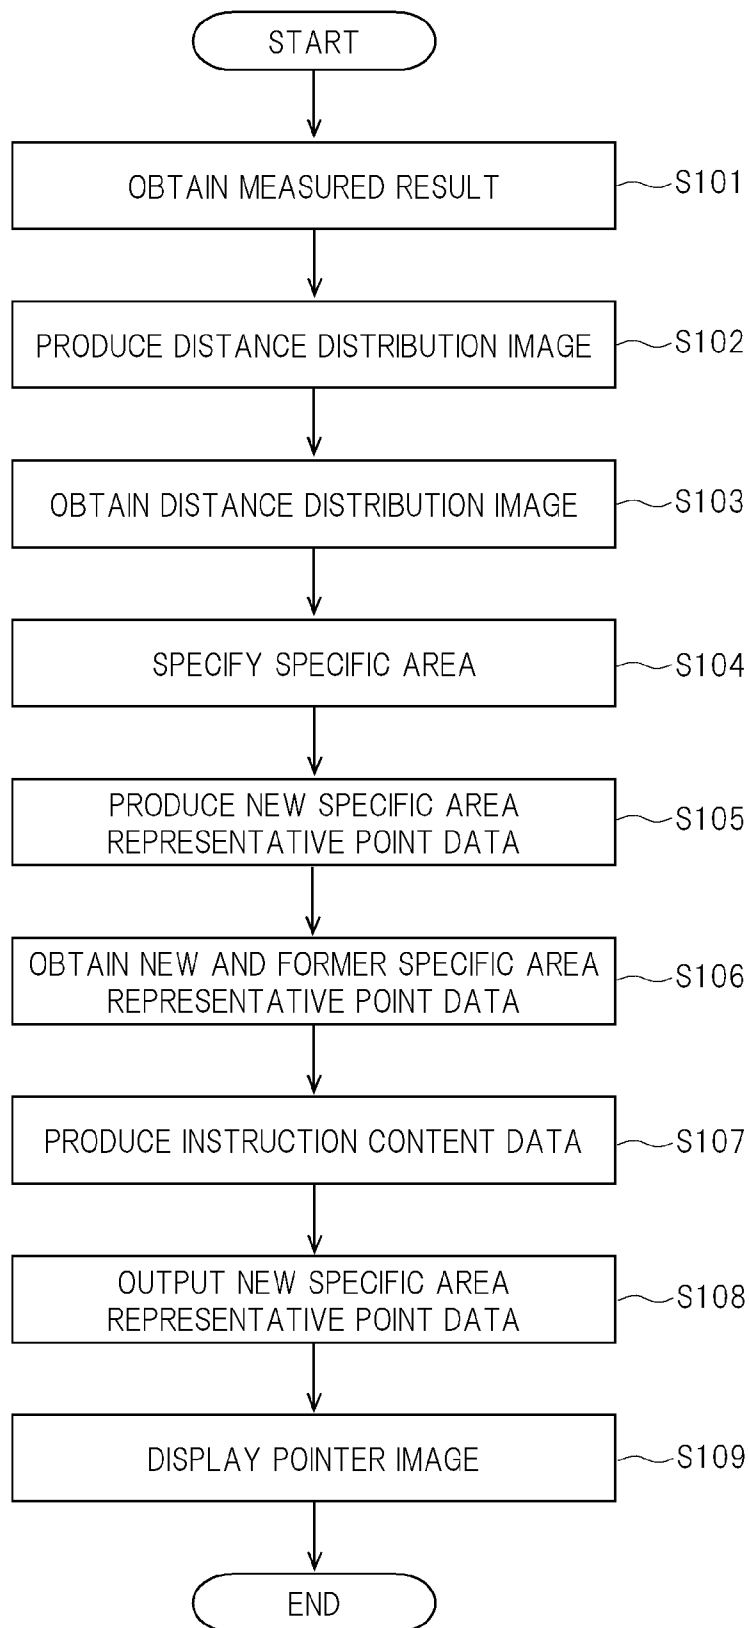 START
OBTAIN MEASURED RESULT
S101
PRODUCE DISTANCE DISTRIBUTION IMAGE
S102
OBTAIN DISTANCE DISTRIBUTION IMAGE
S103
SPECIFY SPECIFIC AREA
S104
PRODUCE NEW SPECIFIC AREA
REPRESENTATIVE POINT DATA
S105
OBTAIN NEW AND FORMER SPECIFIC AREA
REPRESENTATIVE POINT DATA
S106
PRODUCE INSTRUCTION CONTENT DATA
S107
OUTPUT NEW SPECIFIC AREA
REPRESENTATIVE POINT DATA
S108
DISPLAY POINTER IMAGE
S109
END